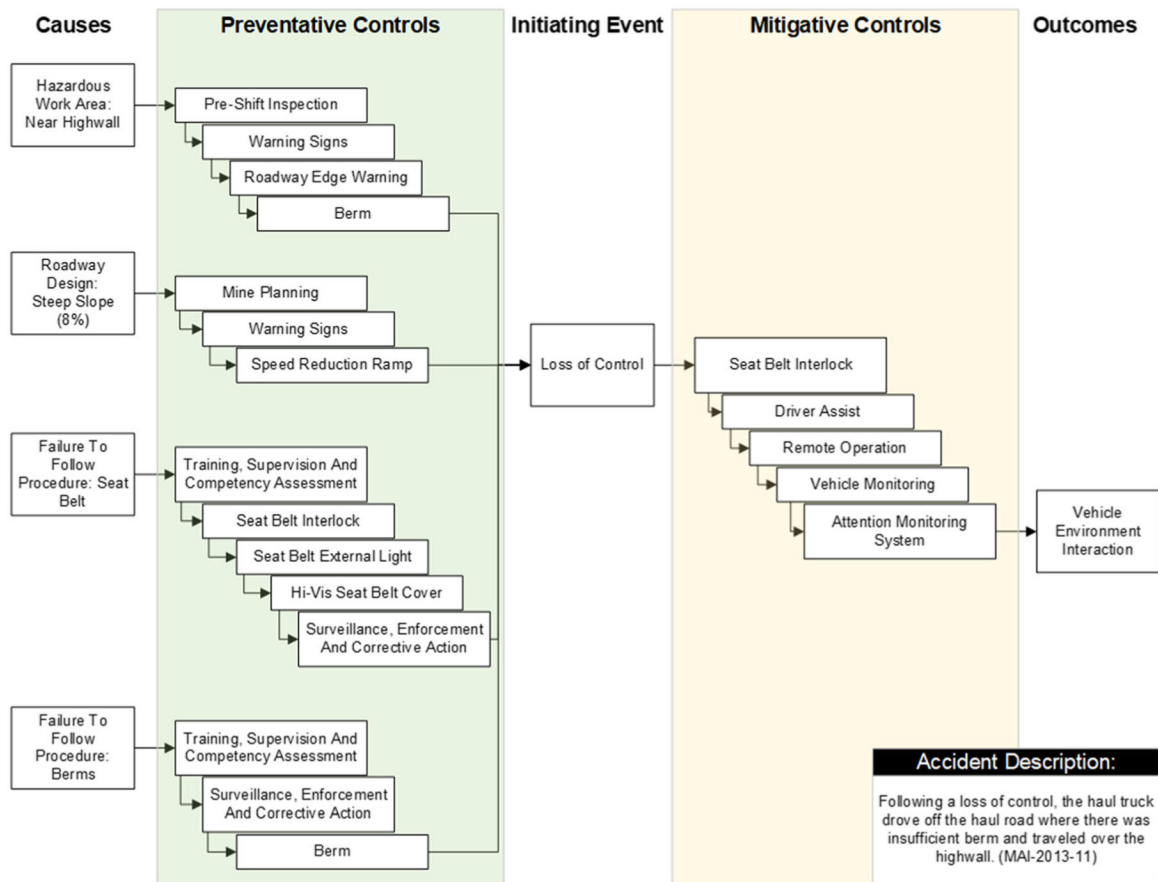 Causes
Preventative Controls
Initiating Event
Mitigative Controls
Outcomes
Hazardous
Work Area:
Near Highwall
Pre-Shift Inspection
Warning Signs
Roadway Edge Warning
Berm
Roadway
Design:
Steep Slope
(8%)
Mine Planning
Warning Signs
Speed Reduction Ramp
Loss of Control
Seat Belt Interlock
Driver Assist
Remote Operation
Vehicle Monitoring
Attention Monitoring
System
Vehicle
Environment
Interaction
Failure To
Follow
Procedure: Seat
Belt
Training, Supervision And
Competency Assessment
Seat Belt Interlock
Seat Belt External Light
Hi-Vis Seat Belt Cover
Surveillance, Enforcement
And Corrective Action
Failure To
Follow
Procedure:
Berms
Training, Supervision And
Competency Assessment
Surveillance, Enforcement
And Corrective Action
Berm
Accident Description:
Following a loss of control, the haul truck
drove off the haul road where there was
insufficient berm and traveled over the
highwall. (MAI-2013-11)